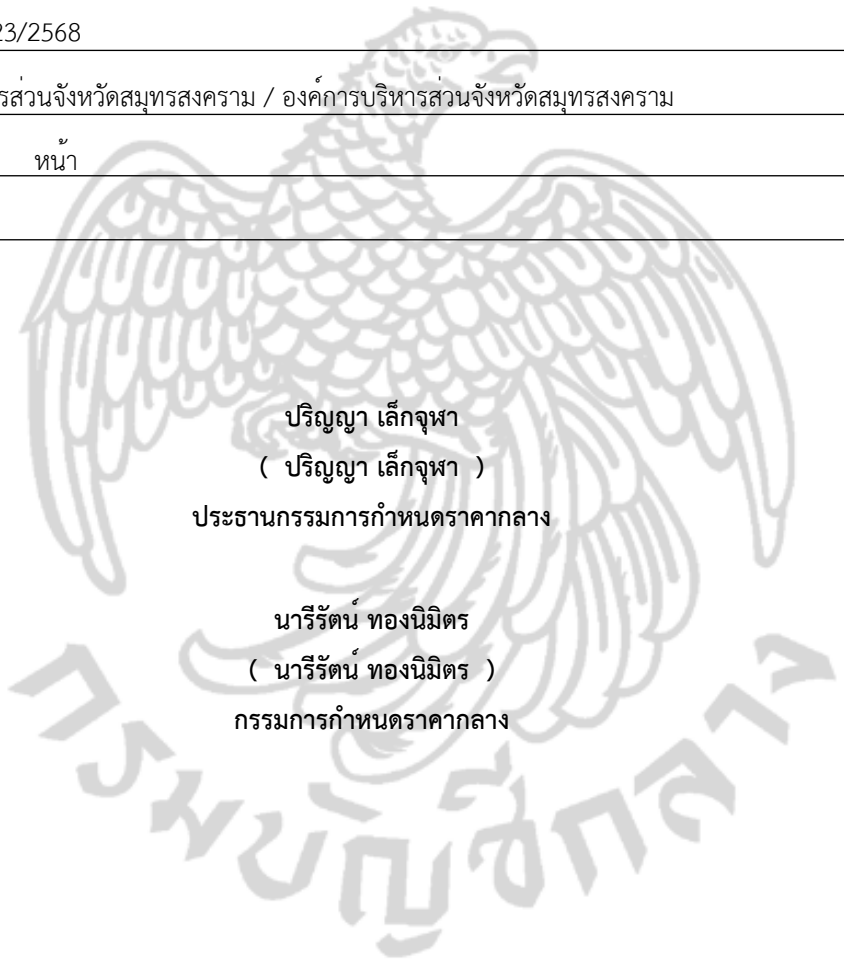 23/2568
รส่วนจังหวัดสมุทรสงคราม / องค์การบริหารส่วนจังหวัดสมุทรสงคราม
หน้า
ปริญญา เล็กจุฬา
( ปริญญา เล็กจุฬา )
ประธานกรรมการกำหนดราคากลาง
นารีรัตน์ ทองนิมิตร
( นารีรัตน์ ทองนิมิตร )
กรรมการกำหนดราคากลาง
กรมบัญชีกลาง